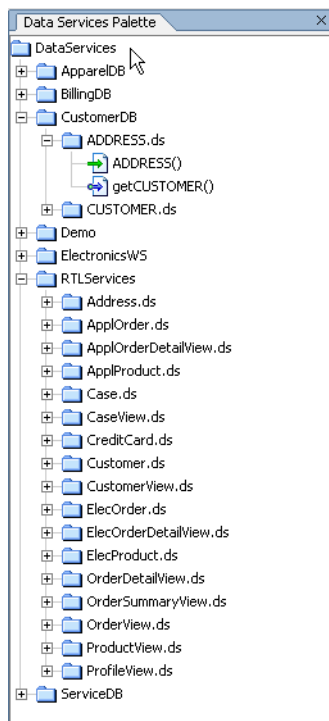 Data Services Palette
DataServices
ApparelDB
BillingDB
CustomerDB
ADDRESS.ds
ADDRESS()
getCUSTOMER()
CUSTOMER.ds
Demo
ElectronicsWS
RTLServices
Address.ds
ApplOrder.ds
ApplOrderDetailView.ds
ApplProduct.ds
Case.ds
CaseView.ds
CreditCard.ds
Customer.ds
CustomerView.ds
ElecOrder.ds
ElecOrderDetailView.ds
ElecProduct.ds
OrderDetailView.ds
OrderSummaryView.ds
OrderView.ds
ProductView.ds
ProfileView.ds
ServiceDB